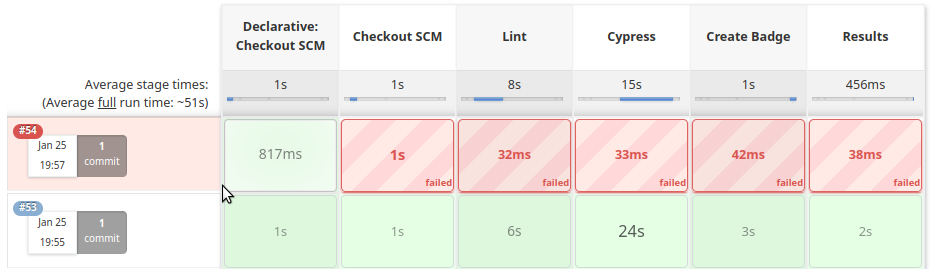 Declarative: Checkout SCM
Checkout SCM
Lint
Cypress
Create Badge
Results
Average stage times:
(Average full run time: ~51s)
1s
1s
8s
15s
1s
456ms
#54
Jan 25
19:57
1
commit
817ms
1s
failed
32ms
failed
33ms
failed
42ms
failed
38ms
failed
#53
Jan 25
19:55
1
commit
1s
1s
6s
24s
3s
2s